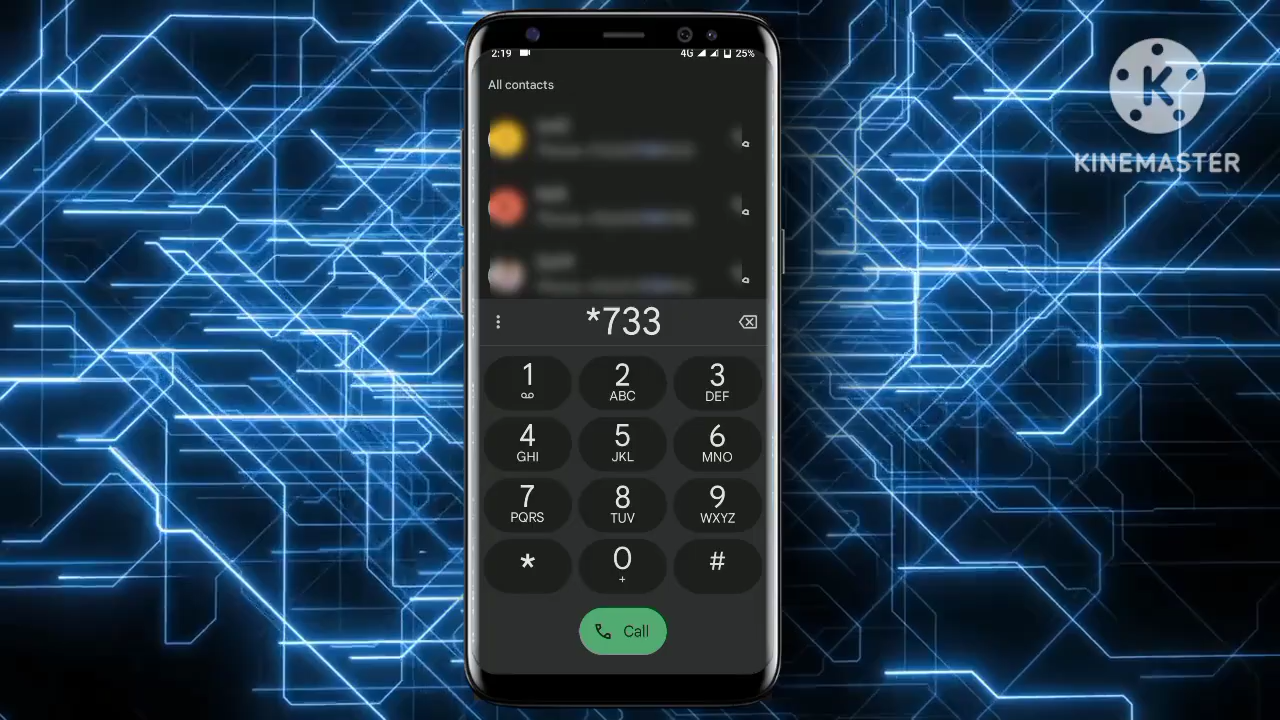 2:19 4G 25%
All contacts
*733
1 2 3
ABC DEF
4 5 6
GHI JKL MNO
7 8 9
PQRS TUV WXYZ
* 0 #
+
Call
K
KINEMASTER